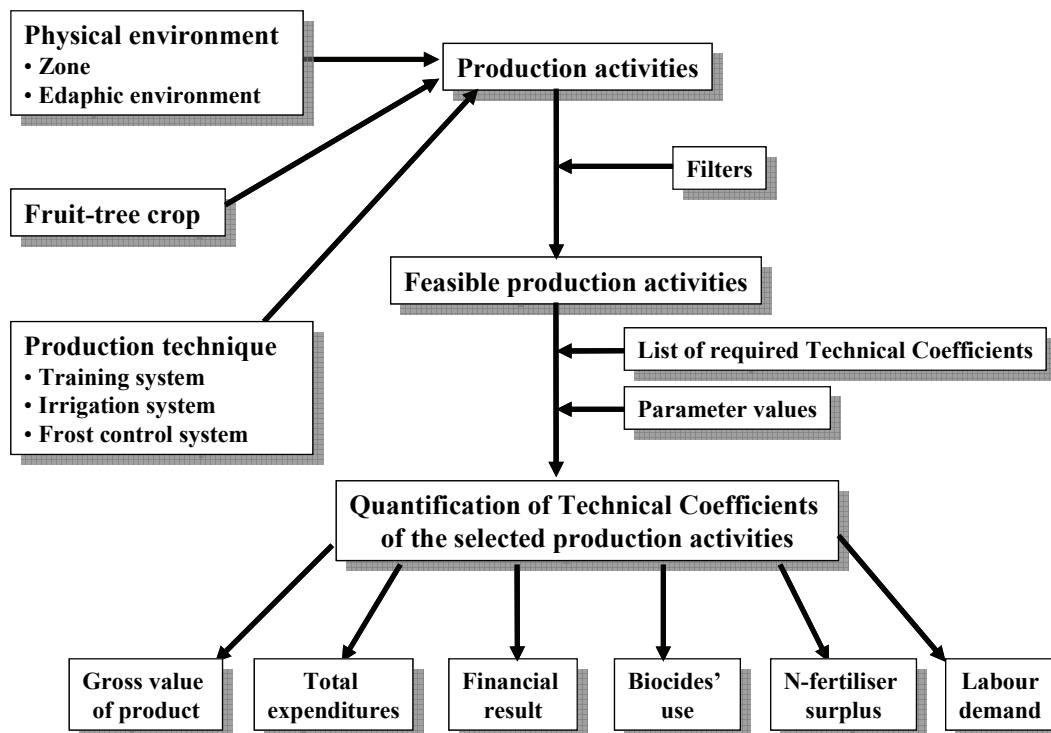 Physical environment
• Zone
• Edaphic environment
Production activities
Filters
Fruit-tree crop
Feasible production activities
Production technique
• Training system
• Irrigation system
• Frost control system
List of required Technical Coefficients
Parameter values
Quantification of Technical Coefficients
of the selected production activities
Gross value
of product
Total
expenditures
Financial
result
Biocides’
use
N-fertiliser
surplus
Labour
demand